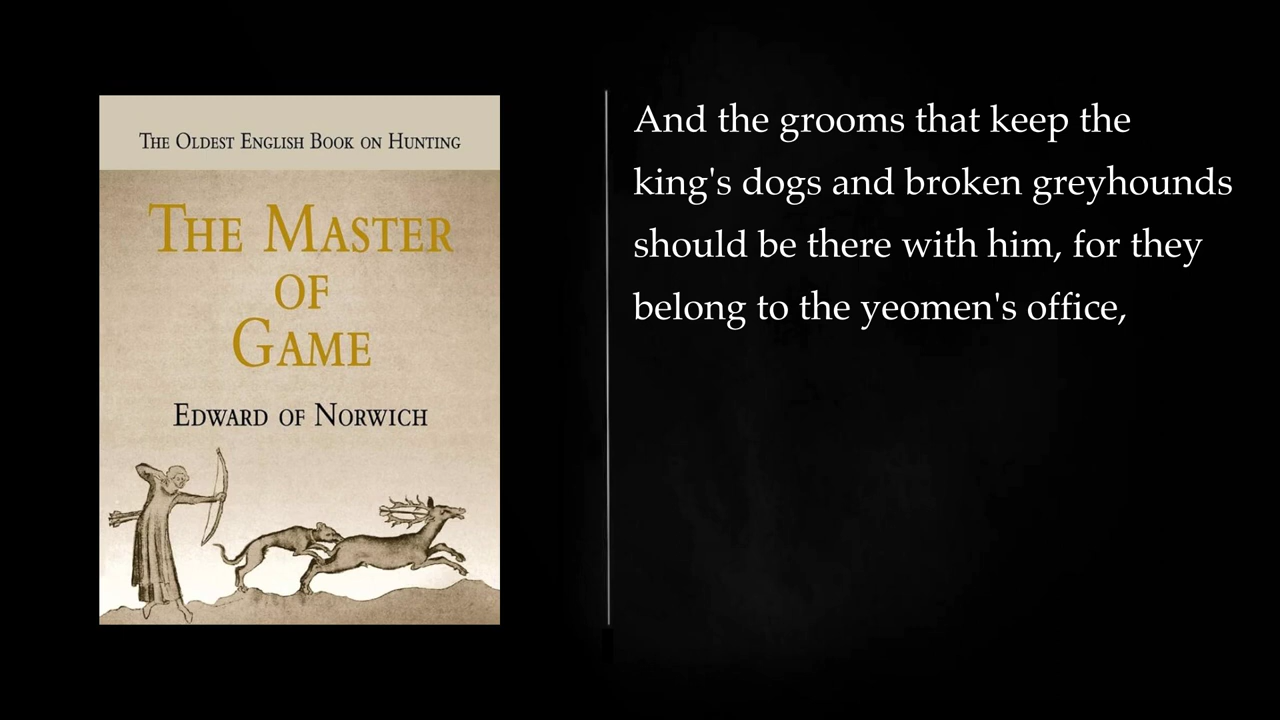 The Oldest English Book on Hunting
The Master
of
Game
Edward of Norwich
And the grooms that keep the
king's dogs and broken greyhounds
should be there with him, for they
belong to the yeomen's office,